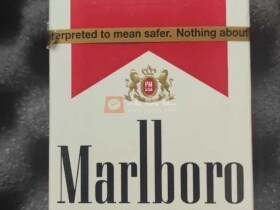 terpreted to mean safer. Nothing about
PM
Marlboro